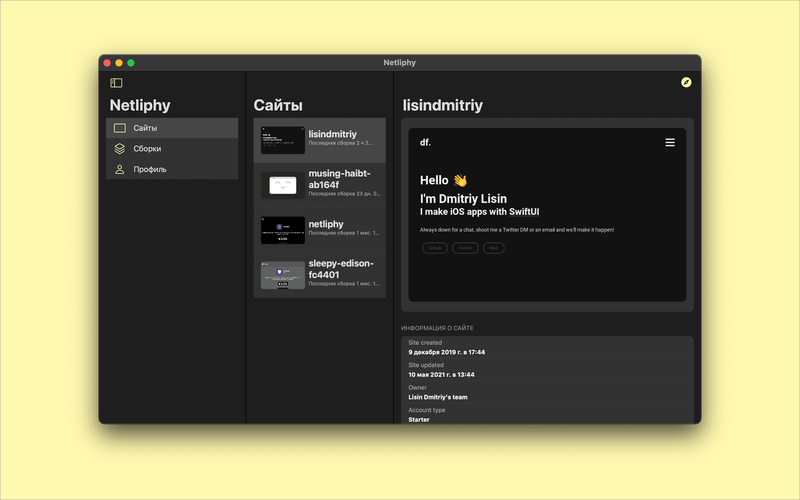 Netliphy
Netliphy
Сайты
Сборки
Профиль
Сайты
lisindmitriy
Последняя сборка 2 ч 2...
musing-haibt-
ab164f
Последняя сборка 23 дн. 0...
netliphy
Последняя сборка 1 мес. 1...
sleepy-edison-
fc4401
Последняя сборка 1 мес. 1...
lisindmitriy
df.
Hello 👋
I'm Dmitriy Lisin
I make iOS apps with SwiftUI
Always down for a chat, shoot me a Twitter DM or an email and we'll make it happen!
Github
Twitter
Mail
ИНФОРМАЦИЯ О САЙТЕ
Site created
9 декабря 2019 г. в 17:44
Site updated
10 мая 2021 г. в 13:44
Owner
Lisin Dmitriy's team
Account type
Starter